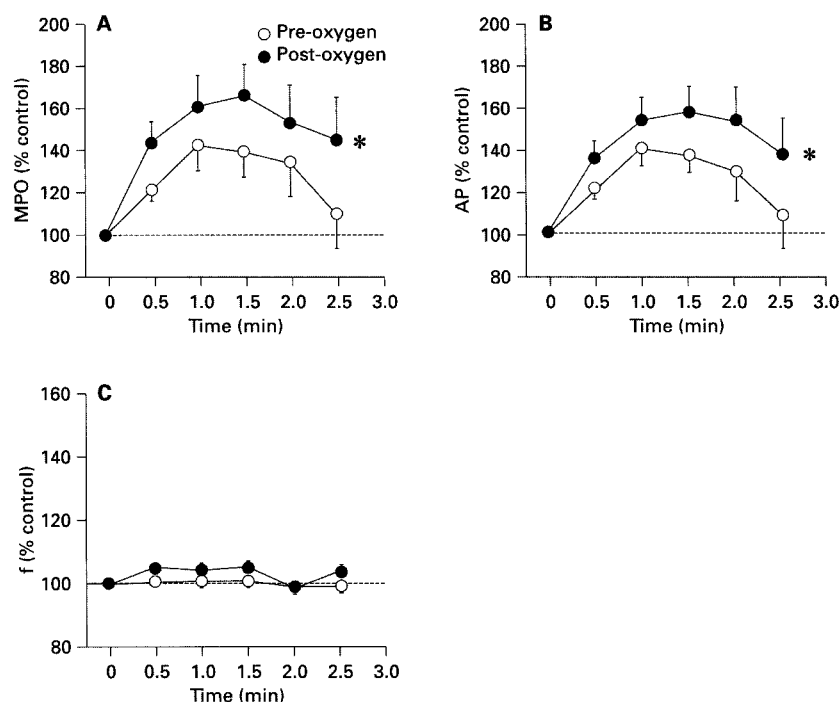 A
Pre-oxygen
Post-oxygen
MPO (% control)
200
180
160
140
120
100
80
*
0 0.5 1.0 1.5 2.0 2.5 3.0
Time (min)
B
AP (% control)
200
180
160
140
120
100
80
*
0 0.5 1.0 1.5 2.0 2.5 3.0
Time (min)
C
f (% control)
160
140
120
100
80
0 0.5 1.0 1.5 2.0 2.5 3.0
Time (min)